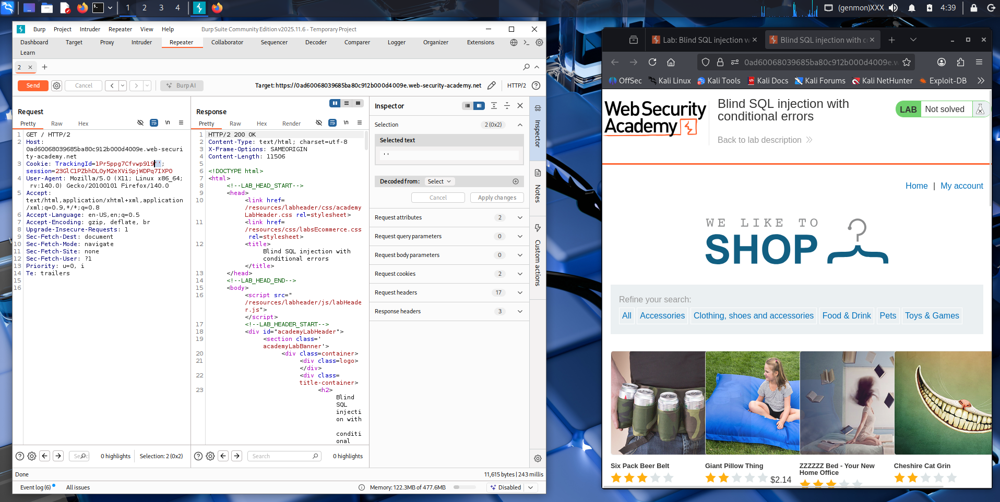 1
2
3
4
(genmon)XXX
4:39
Burp Project Intruder Repeater View Help
Burp Suite Community Edition v2025.11.6 - Temporary Project
Dashboard Target Proxy Intruder Repeater Collaborator Sequencer Decoder Comparer Logger Organizer Extensions
Learn
2 × +
Send Cancel < > Burp AI
Target: https://0ad60068039685ba80c912b000d4009e.web-security-academy.net
HTTP/2
Request
Pretty Raw Hex
\n
1 GET / HTTP/2
2 Host:
0ad60068039685ba80c912b000d4009e.web-securi
ty-academy.net
3 Cookie: TrackingId=1Pr5ppg7Cfvwp919'';
session=23GlC1PZbhDL0yM2eXViSpjWDPq7IXP0
4 User-Agent: Mozilla/5.0 (X11; Linux x86_64;
rv:140.0) Gecko/20100101 Firefox/140.0
5 Accept:
text/html,application/xhtml+xml,application
/xml;q=0.9,*/*;q=0.8
6 Accept-Language: en-US,en;q=0.5
7 Accept-Encoding: gzip, deflate, br
8 Upgrade-Insecure-Requests: 1
9 Sec-Fetch-Dest: document
10 Sec-Fetch-Mode: navigate
11 Sec-Fetch-Site: none
12 Sec-Fetch-User: ?1
13 Priority: u=0, i
14 Te: trailers
15
16
0 highlights
Selection: 2 (0x2)
Response
Pretty Raw Hex Render
\n
1 HTTP/2 200 OK
2 Content-Type: text/html; charset=utf-8
3 X-Frame-Options: SAMEORIGIN
4 Content-Length: 11506
5
6 <!DOCTYPE html>
7 <html>
8 <!--LAB_HEAD_START-->
9 <head>
10 <link href=
/resources/labheader/css/academy
LabHeader.css rel=stylesheet>
11 <link href=
/resources/css/labsEcommerce.css
rel=stylesheet>
12 <title>
Blind SQL injection with
conditional errors
</title>
13 </head>
14 <!--LAB_HEAD_END-->
15 <body>
16 <script src="
/resources/labheader/js/labHeade
r.js">
</script>
17 <!--LAB_HEADER_START-->
18 <div id="academyLabHeader">
19 <section class='
academyLabBanner'>
20 <div class=container>
21 <div class=logo>
</div>
22 <div class=
title-container>
23 <h2>
Blind
SQL
injecti
on with
conditi
onal
Search
0 highlights
Inspector
Selection 2 (0x2)
Selected text
''
Decoded from: Select
Cancel Apply changes
Request attributes 2
Request query parameters 0
Request body parameters 0
Request cookies 2
Request headers 17
Response headers 3
Inspector
Notes
Custom actions
Done
11,615 bytes | 243 millis
Event log (6) All issues
Memory: 122.3MB of 477.6MB
Disabled
Lab: Blind SQL injection w
Blind SQL injection with c
0ad60068039685ba80c912b000d4009e.w
OffSec Kali Linux Kali Tools Kali Docs Kali Forums Kali NetHunter Exploit-DB
Web Security
Academy
Blind SQL injection with
conditional errors
Back to lab description
LAB Not solved
Home | My account
WE LIKE TO
SHOP
Refine your search:
All Accessories Clothing, shoes and accessories Food & Drink Pets Toys & Games
Six Pack Beer Belt
Giant Pillow Thing
$2.14
ZZZZZZ Bed - Your New
Home Office
Cheshire Cat Grin